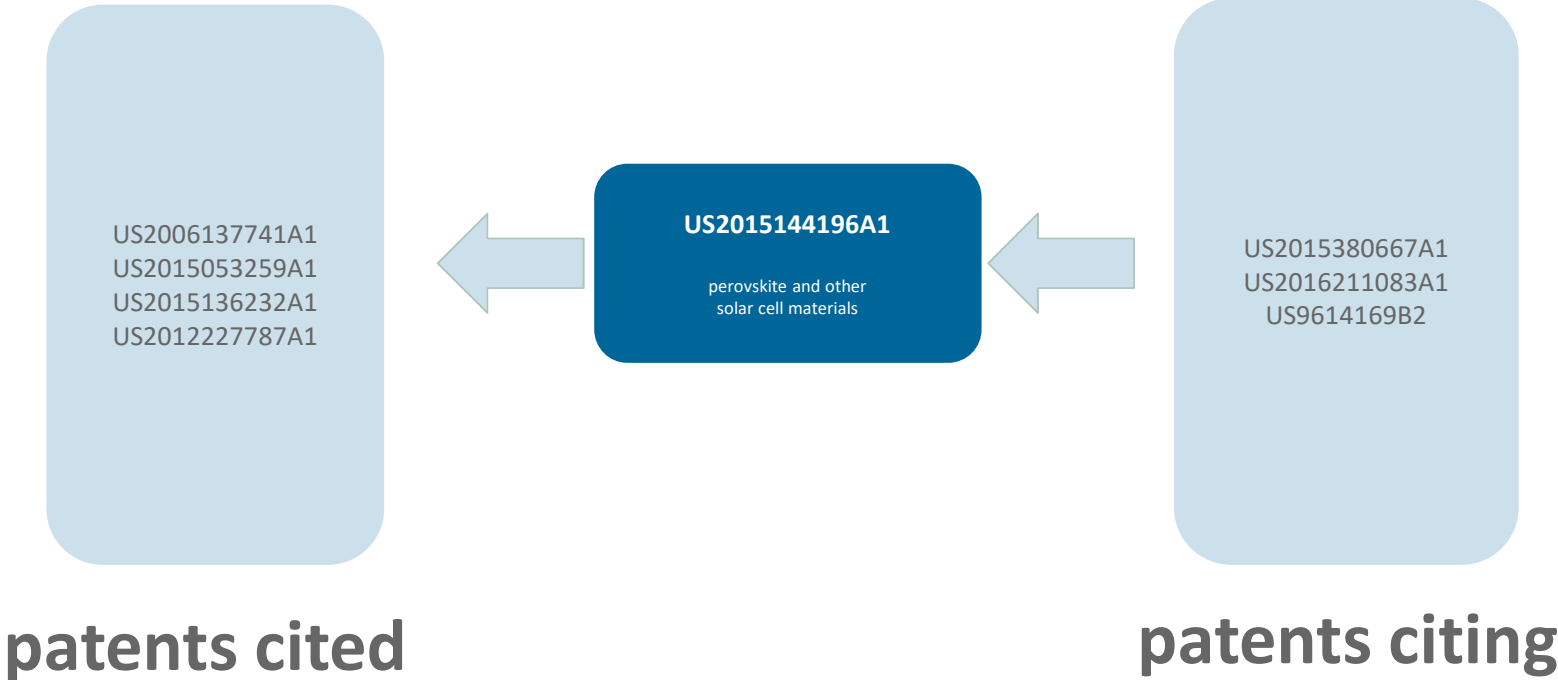 US2006137741A1
US2015053259A1
US2015136232A1
US2012227787A1
US2015144196A1
perovskite and other
solar cell materials
US2015380667A1
US2016211083A1
US9614169B2
patents cited
patents citing